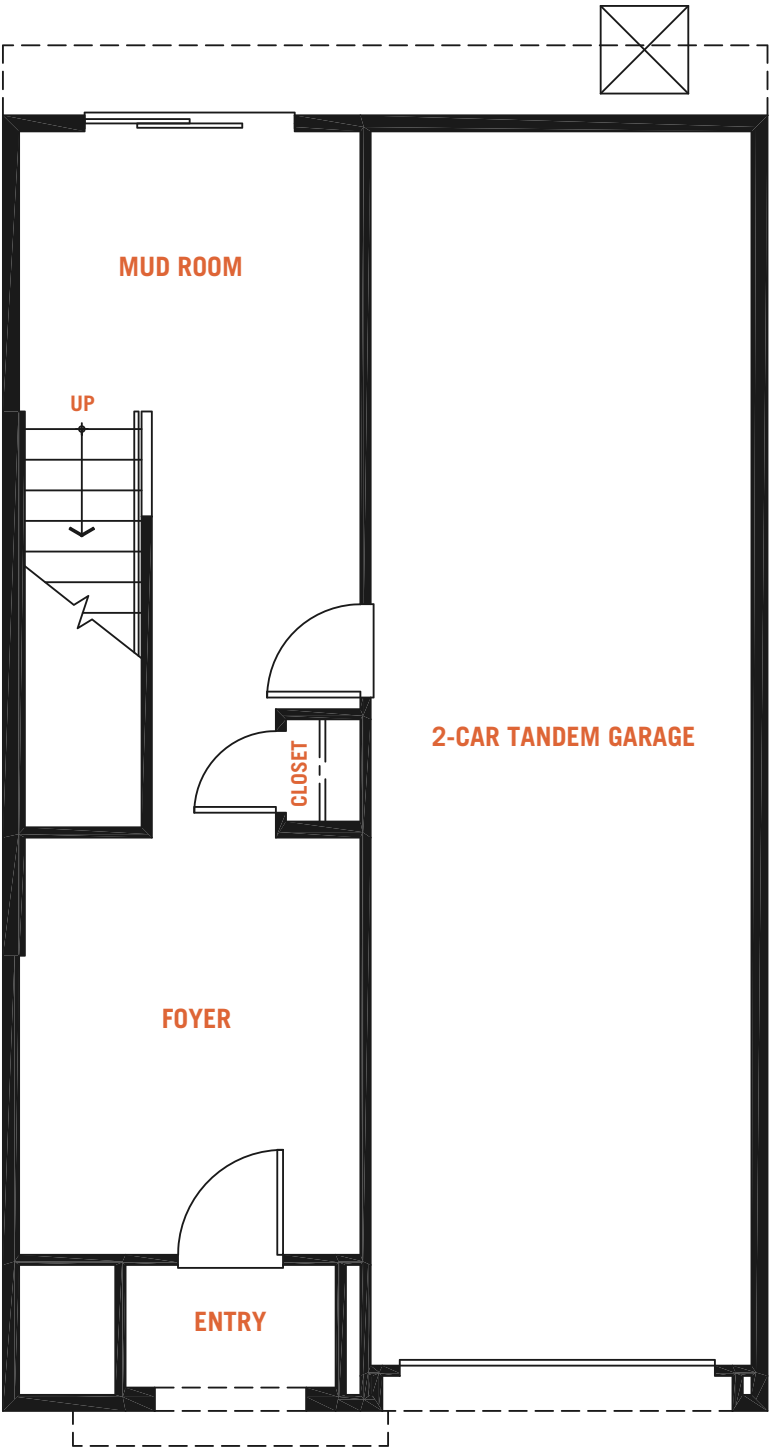 MUD ROOM
UP
2-CAR TANDEM GARAGE
CLOSET
FOYER
ENTRY